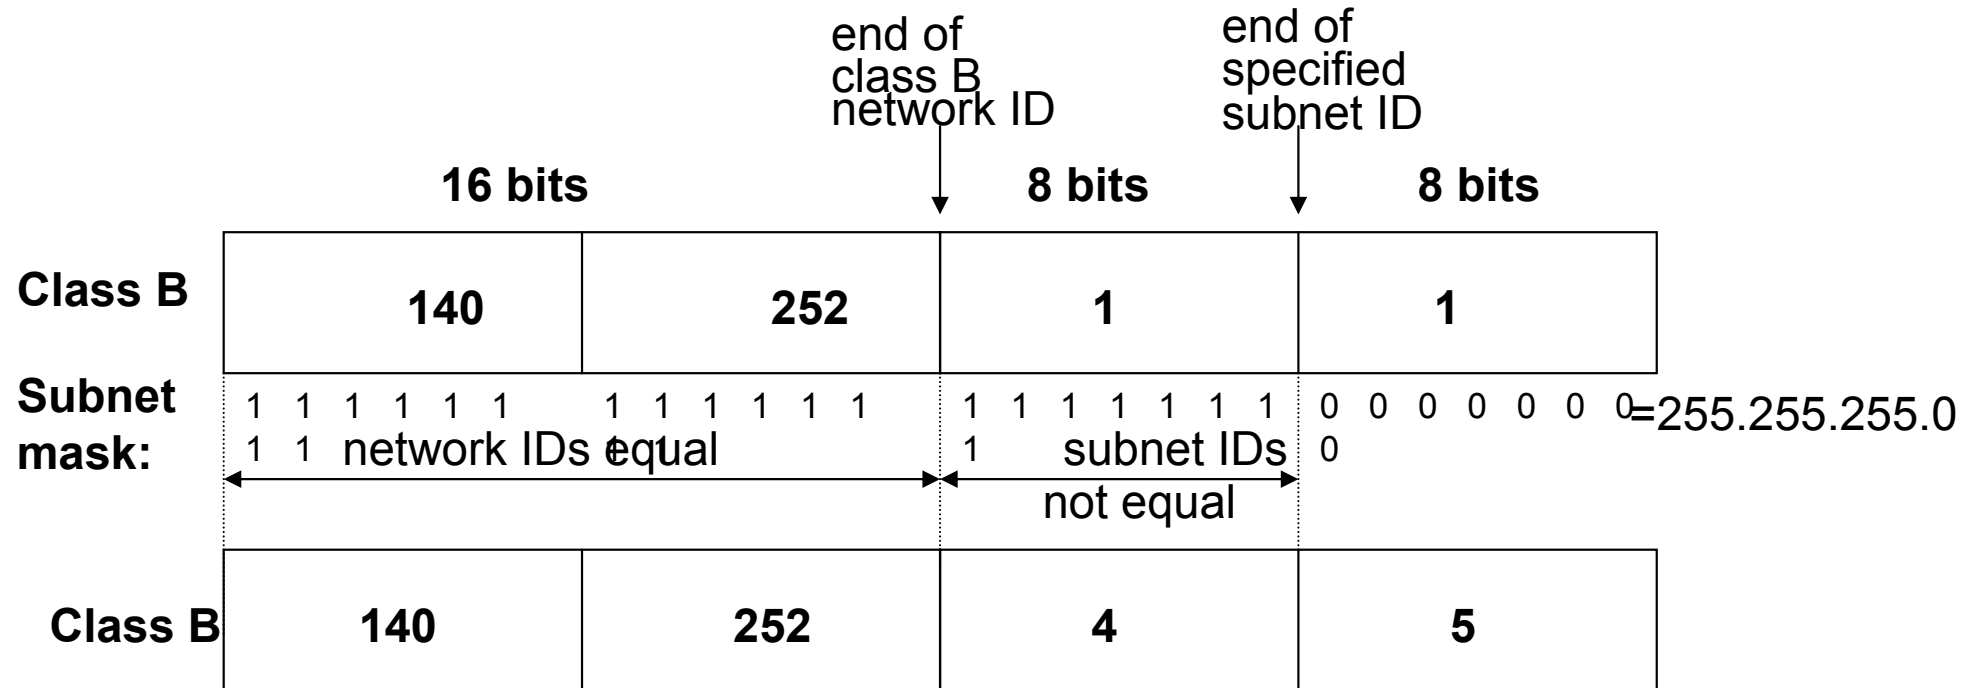 end of
class B
network ID
end of
specified
subnet ID
16 bits
8 bits
8 bits
Class B
140
252
1
1
Subnet
mask:
1 1 1 1 1 1
1 1
1 1 1 1 1 1
1 1
1 1 1 1 1 1 1
1
0 0 0 0 0 0 0
0
=255.255.255.0
network IDs equal
subnet IDs
not equal
Class B
140
252
4
5